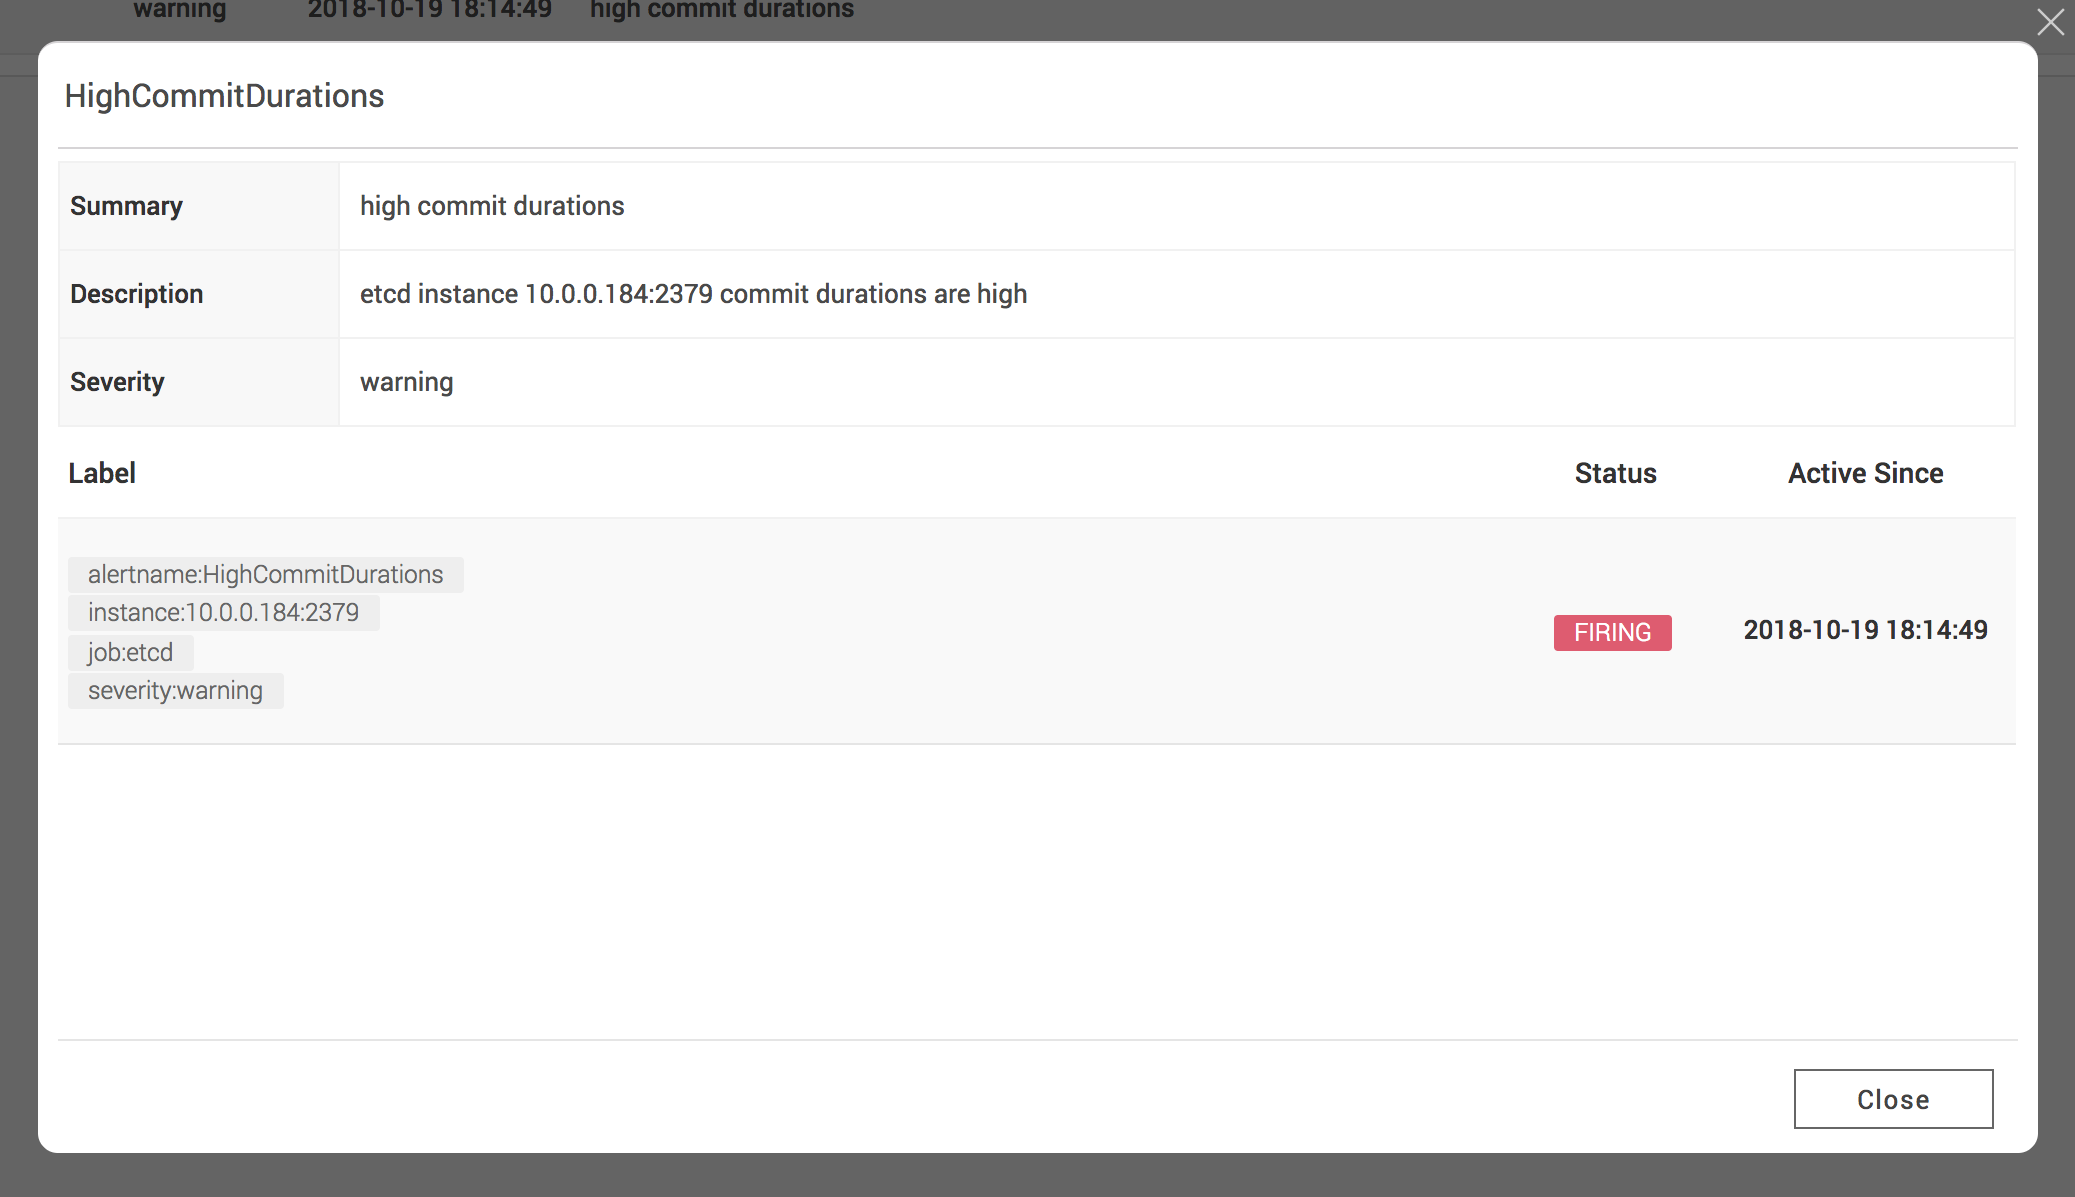 warning 2018-10-19 18:14:49 high commit durations
HighCommitDurations
Summary high commit durations
Description etcd instance 10.0.0.184:2379 commit durations are high
Severity warning
Label Status Active Since
alertname:HighCommitDurations
instance:10.0.0.184:2379
job:etcd
severity:warning
FIRING 2018-10-19 18:14:49
Close